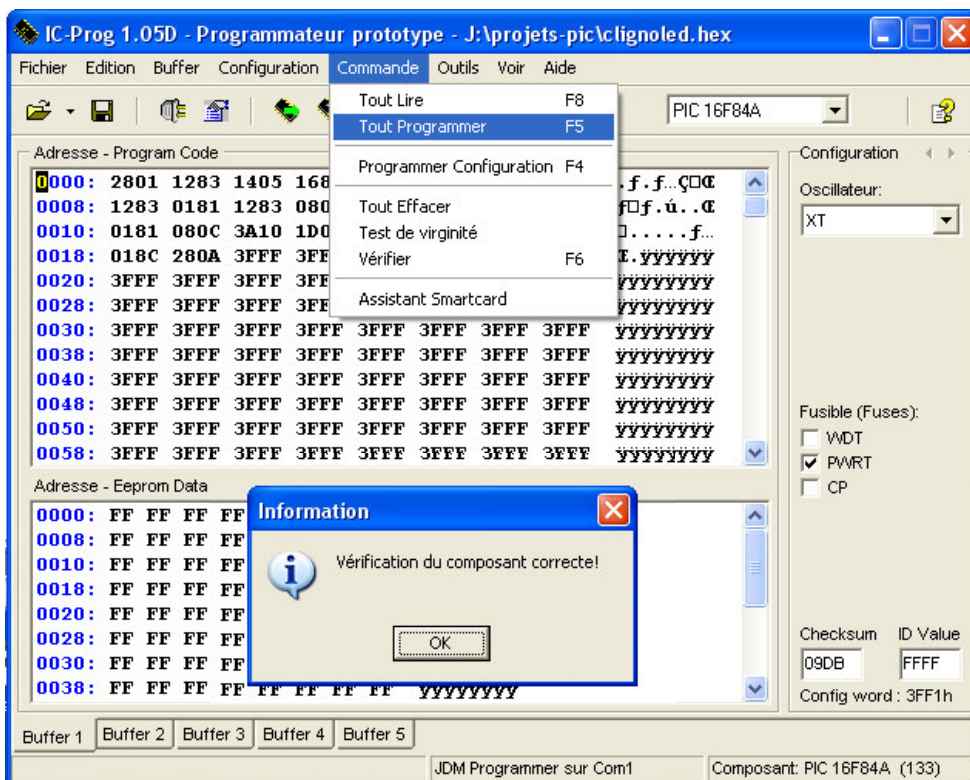 IC-Prog 1.05D - Programmateur prototype - J:\projets-pic\clignoled.hex
Fichier Edition Buffer Configuration Commande Outils Voir Aide
PIC 16F84A
Tout Lire F8
Tout Programmer F5
Programmer Configuration F4
Tout Effacer
Test de virginité
Vérifier F6
Assistant Smartcard
Adresse - Program Code
0000: 2801 1283 1405 168
0008: 1283 0181 1283 080
0010: 0181 080C 3A10 1D0
0018: 018C 280A 3FFF 3FF
0020: 3FFF 3FFF 3FF ÿÿÿÿÿÿÿÿ
0028: 3FFF 3FFF 3FF ÿÿÿÿÿÿÿÿ
0030: 3FFF 3FFF 3FFF 3FFF 3FFF 3FFF 3FFF 3FFF ÿÿÿÿÿÿÿÿ
0038: 3FFF 3FFF 3FFF 3FFF 3FFF 3FFF 3FFF 3FFF ÿÿÿÿÿÿÿÿ
0040: 3FFF 3FFF 3FFF 3FFF 3FFF 3FFF 3FFF 3FFF ÿÿÿÿÿÿÿÿ
0048: 3FFF 3FFF 3FFF 3FFF 3FFF 3FFF 3FFF 3FFF ÿÿÿÿÿÿÿÿ
0050: 3FFF 3FFF 3FFF 3FFF 3FFF 3FFF 3FFF 3FFF ÿÿÿÿÿÿÿÿ
0058: 3FFF 3FFF 3FFF 3FFF 3FFF 3FFF 3FFF 3FFF ÿÿÿÿÿÿÿÿ
Configuration
Oscillateur:
XT
Fusible (Fuses):
WDT
PWRT
CP
Adresse - Eeprom Data
0000: FF FF FF FF
0008: FF FF FF FF
0010: FF FF FF FF
0018: FF FF FF FF
0020: FF FF FF FF
0028: FF FF FF FF
0030: FF FF FF FF
0038: FF FF FF FF FF FF FF FF ÿÿÿÿÿÿÿÿ
Information
Vérification du composant correcte!
OK
Checksum ID Value
09DB FFFF
Config word : 3FF1h
Buffer 1 Buffer 2 Buffer 3 Buffer 4 Buffer 5
JDM Programmer sur Com1 Composant: PIC 16F84A (133)